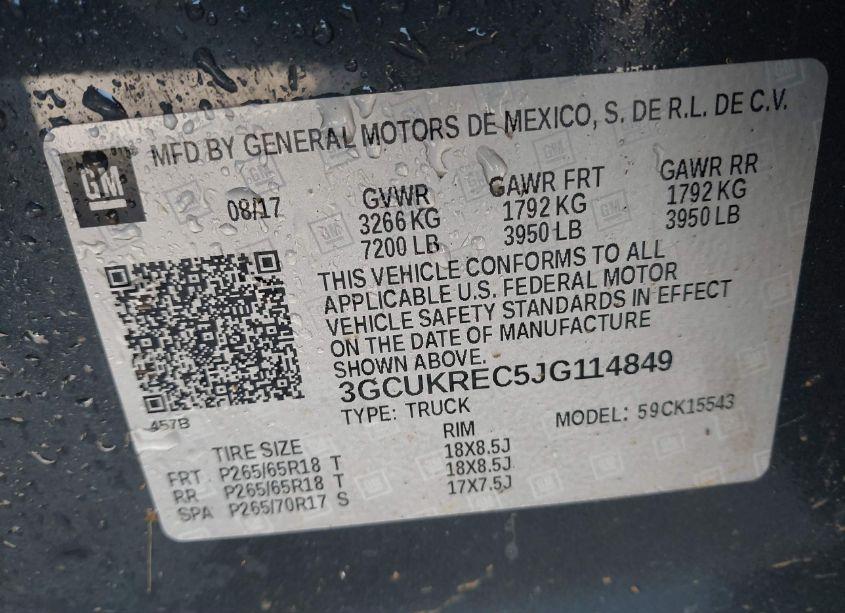 GM
MFD BY GENERAL MOTORS DE MEXICO, S. DE R.L. DE C.V.
08/17
GVWR
3266 KG
7200 LB
GAWR FRT
1792 KG
3950 LB
GAWR RR
1792 KG
3950 LB
THIS VEHICLE CONFORMS TO ALL
APPLICABLE U.S. FEDERAL MOTOR
VEHICLE SAFETY STANDARDS IN EFFECT
ON THE DATE OF MANUFACTURE
SHOWN ABOVE.
3GCUKREC5JG114849
TYPE: TRUCK
MODEL: 59CK15543
457B
TIRE SIZE RIM
FRT P265/65R18 T 18X8.5J
RR P265/65R18 T 18X8.5J
SPA P265/70R17 S 17X7.5J